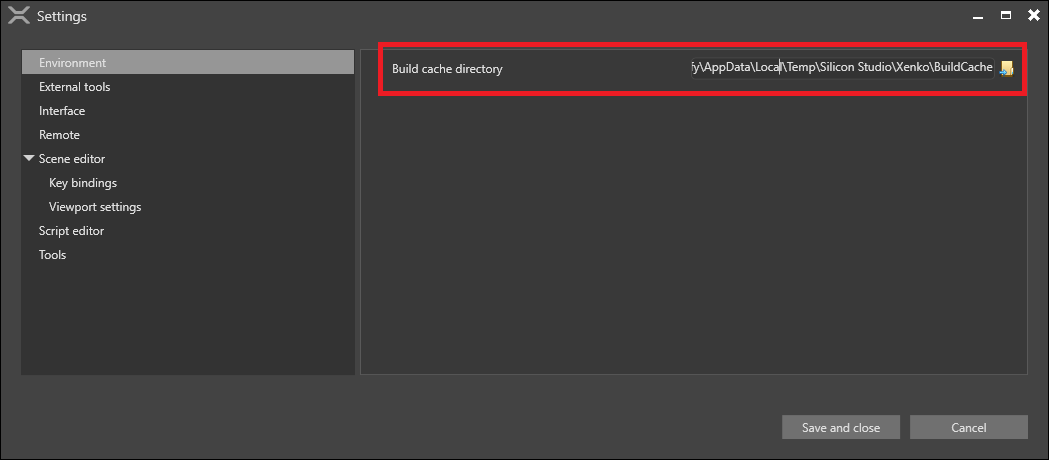 Settings
Environment
External tools
Interface
Remote
Scene editor
Key bindings
Viewport settings
Script editor
Tools
Build cache directory
y\AppData\Local\Temp\Silicon Studio\Xenko\BuildCache
Save and close
Cancel